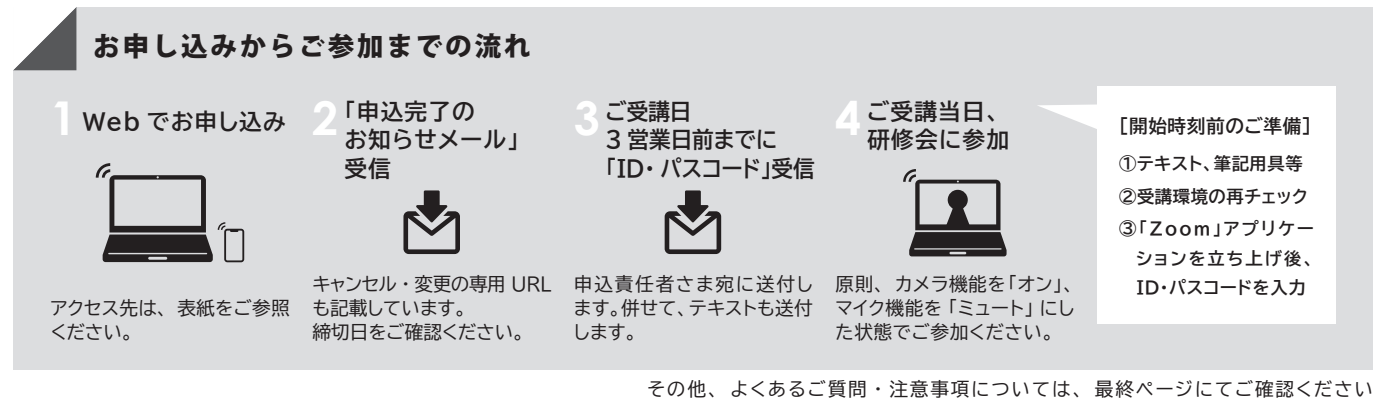 お申し込みからご参加までの流れ
1 Web でお申し込み
アクセス先は、表紙をご参照
ください。
2 「申込完了の
お知らせメール」
受信
キャンセル・変更の専用 URL
も記載しています。
締切日をご確認ください。
3 ご受講日
3 営業日前までに
「ID・パスコード」受信
申込責任者さま宛に送付し
ます。併せて、テキストも送付
します。
4 ご受講当日、
研修会に参加
原則、カメラ機能を「オン」、
マイク機能を「ミュート」にし
た状態でご参加ください。
[開始時刻前のご準備]
①テキスト、筆記用具等
②受講環境の再チェック
③「Zoom」アプリケー
ションを立ち上げ後、
ID・パスコードを入力
その他、よくあるご質問・注意事項については、最終ページにてご確認ください